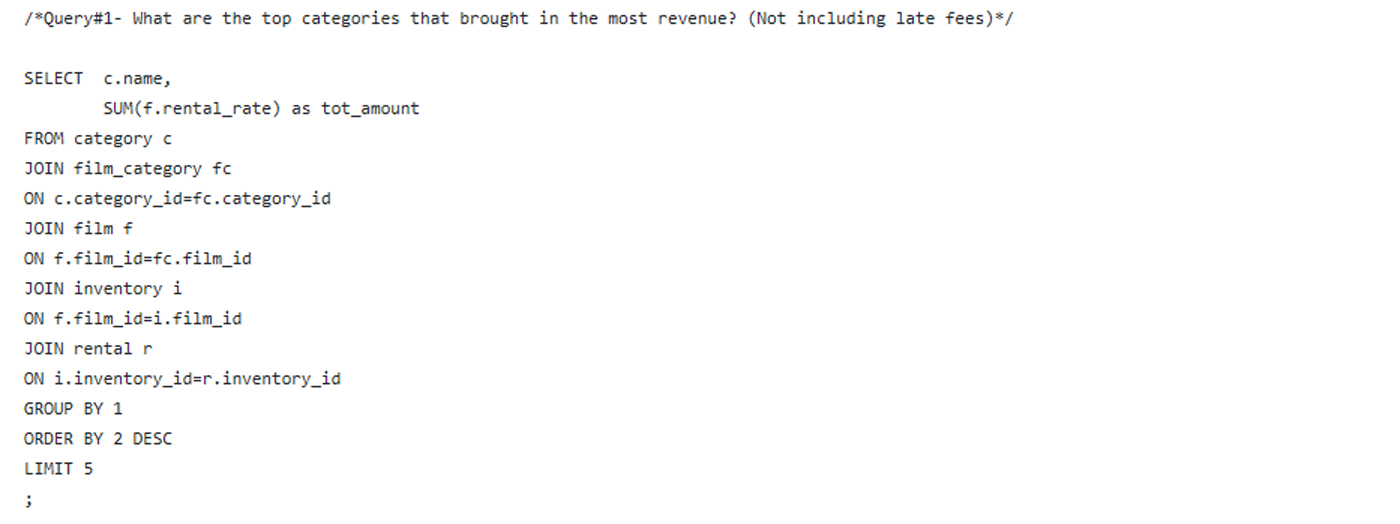 /*Query#1- What are the top categories that brought in the most revenue? (Not including late fees)*/
SELECT  c.name,
        SUM(f.rental_rate) as tot_amount
FROM category c
JOIN film_category fc
ON c.category_id=fc.category_id
JOIN film f
ON f.film_id=fc.film_id
JOIN inventory i
ON f.film_id=i.film_id
JOIN rental r
ON i.inventory_id=r.inventory_id
GROUP BY 1
ORDER BY 2 DESC
LIMIT 5
;